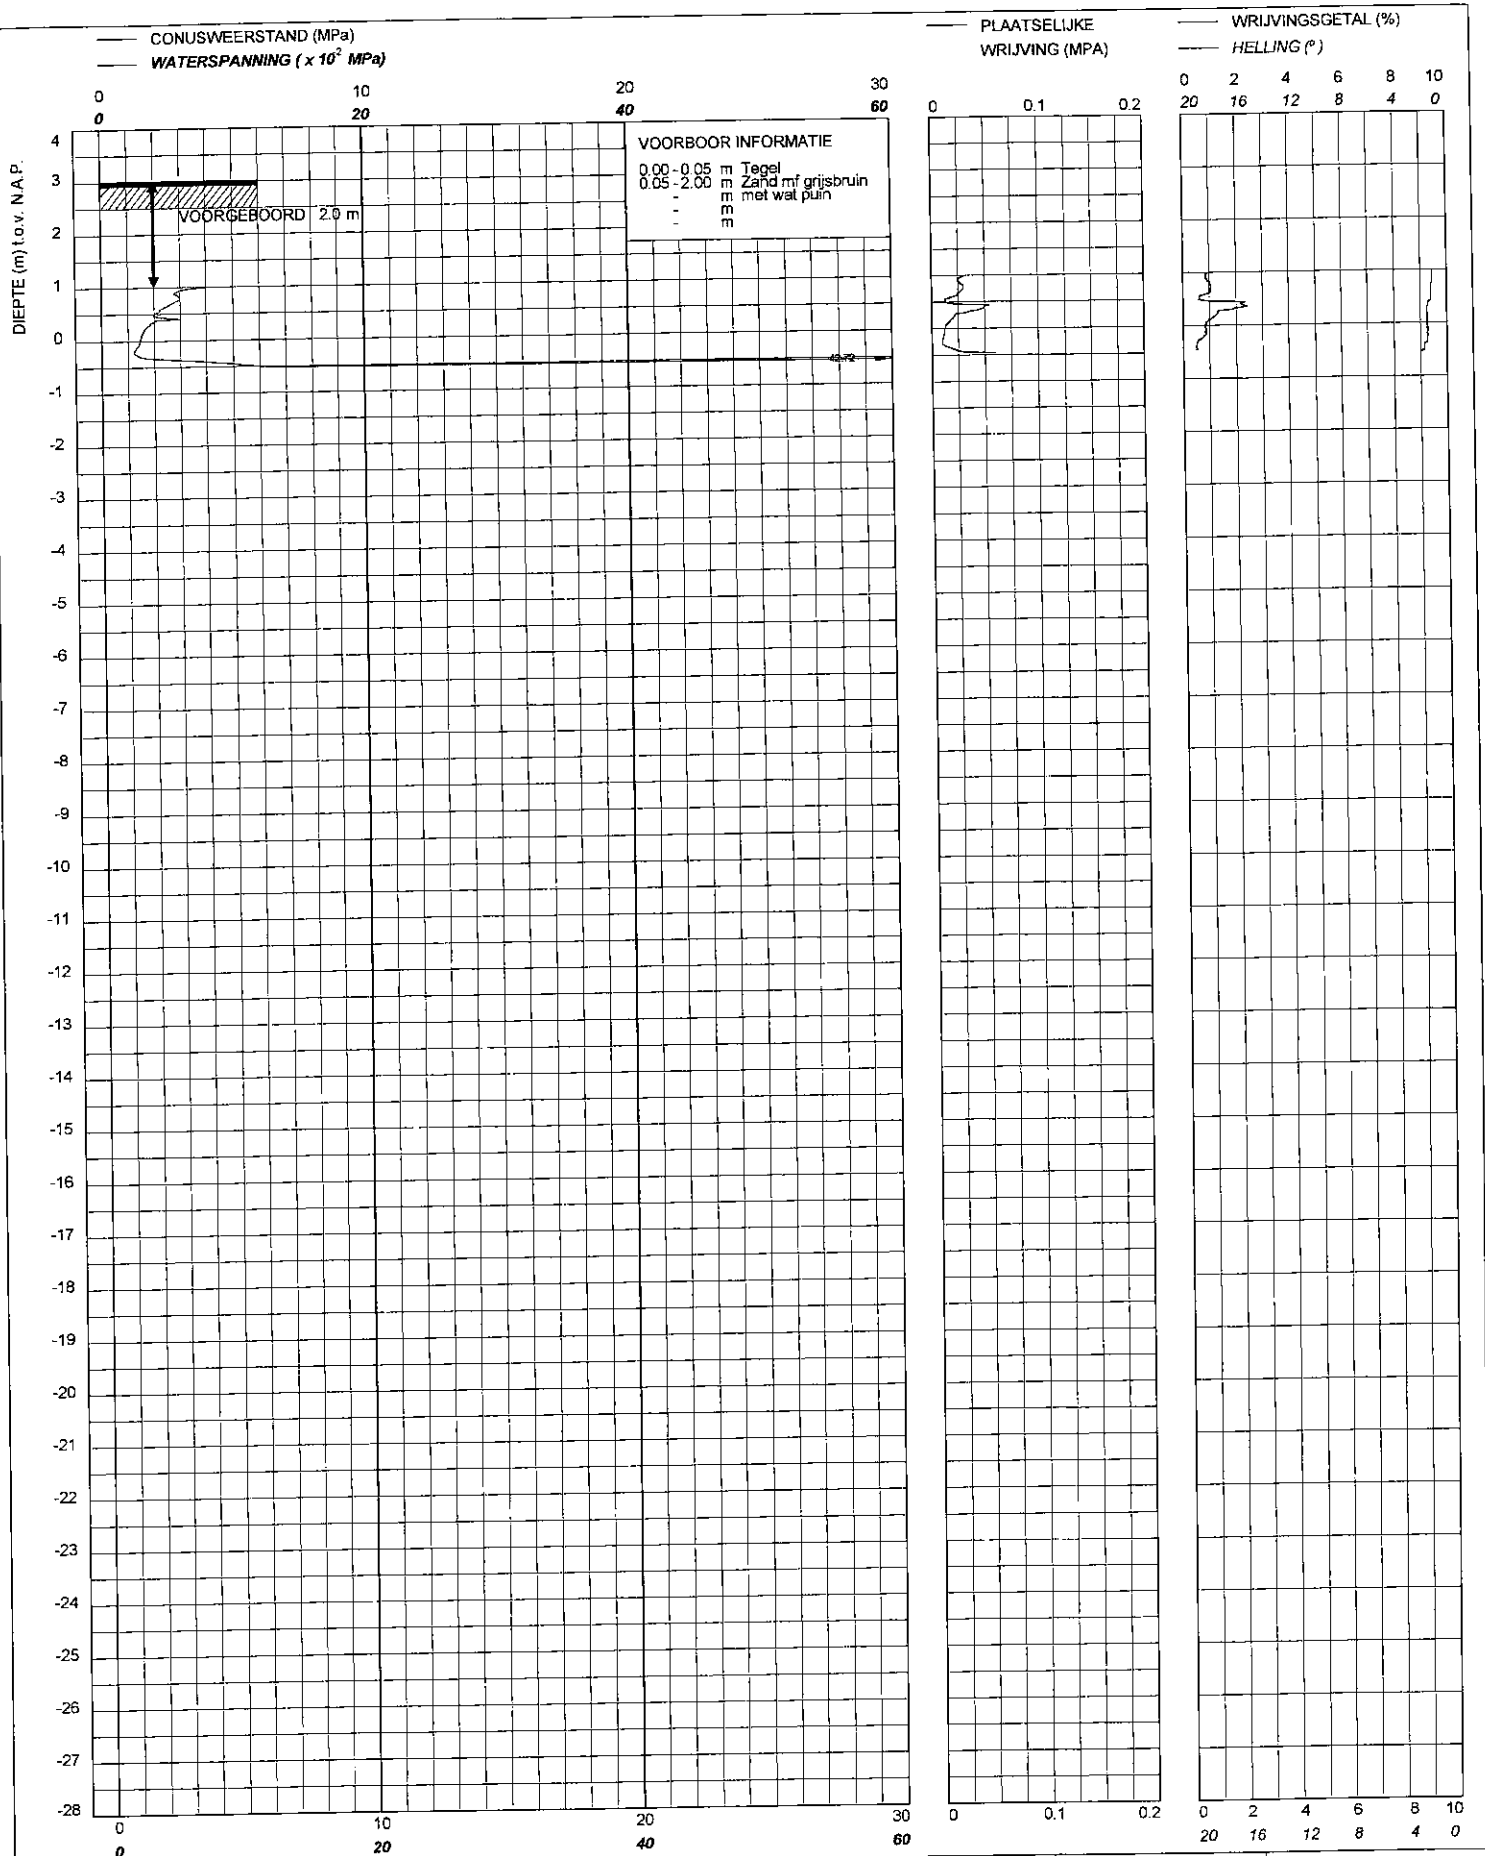 CONUSWEERSTAND (MPa)
WATERSPANNING ( x 10² MPa)
PLAATSELIJKE
WRIJVING (MPA)
WRIJVINGSGETAL (%)
HELLING (º)
0 10 20 30
0 20 40 60
0 0.1 0.2
0 2 4 6 8 10
20 16 12 8 4 0
DIEPTE (m) t.o.v. N.A.P.
4
3
2
1
0
-1
-2
-3
-4
-5
-6
-7
-8
-9
-10
-11
-12
-13
-14
-15
-16
-17
-18
-19
-20
-21
-22
-23
-24
-25
-26
-27
-28
VOORBOOR INFORMATIE
0.00 - 0.05 m Tegel
0.05 - 2.00 m Zand mf grijsbruin
- m met wat puin
- m
- m
VOORGEBOORD 2.0 m
0 10 20 30
0 20 40 60
0 0.1 0.2
0 2 4 6 8 10
20 16 12 8 4 0